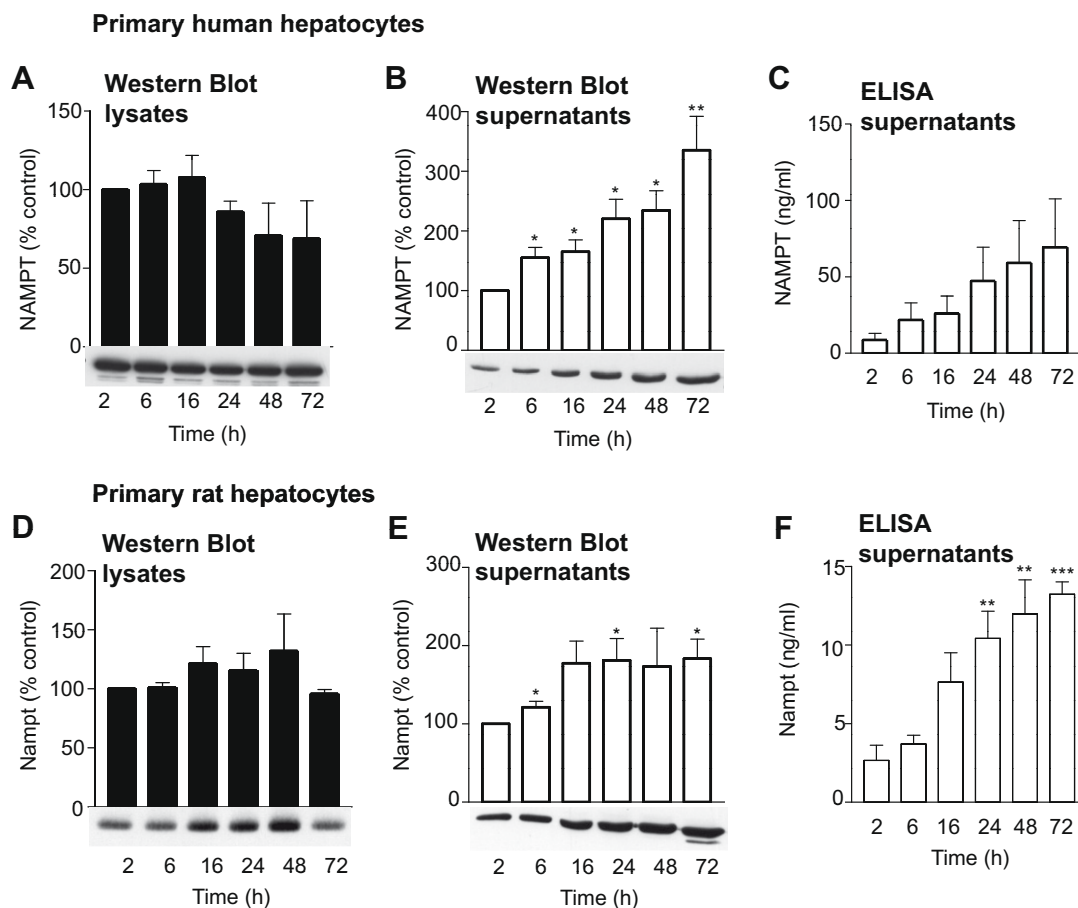 Primary human hepatocytes
A
Western Blot
lysates
NAMPT (% control)
150
100
50
0
2 6 16 24 48 72
Time (h)
B
Western Blot
supernatants
NAMPT (% control)
400
300
200
100
0
* * * * **
2 6 16 24 48 72
Time (h)
C
ELISA
supernatants
NAMPT (ng/ml)
150
100
50
0
2 6 16 24 48 72
Time (h)
Primary rat hepatocytes
D
Western Blot
lysates
Nampt (% control)
200
150
100
50
0
2 6 16 24 48 72
Time (h)
E
Western Blot
supernatants
Nampt (% control)
300
200
100
0
* * *
2 6 16 24 48 72
Time (h)
F
ELISA
supernatants
Nampt (ng/ml)
15
10
5
0
** ** ***
2 6 16 24 48 72
Time (h)